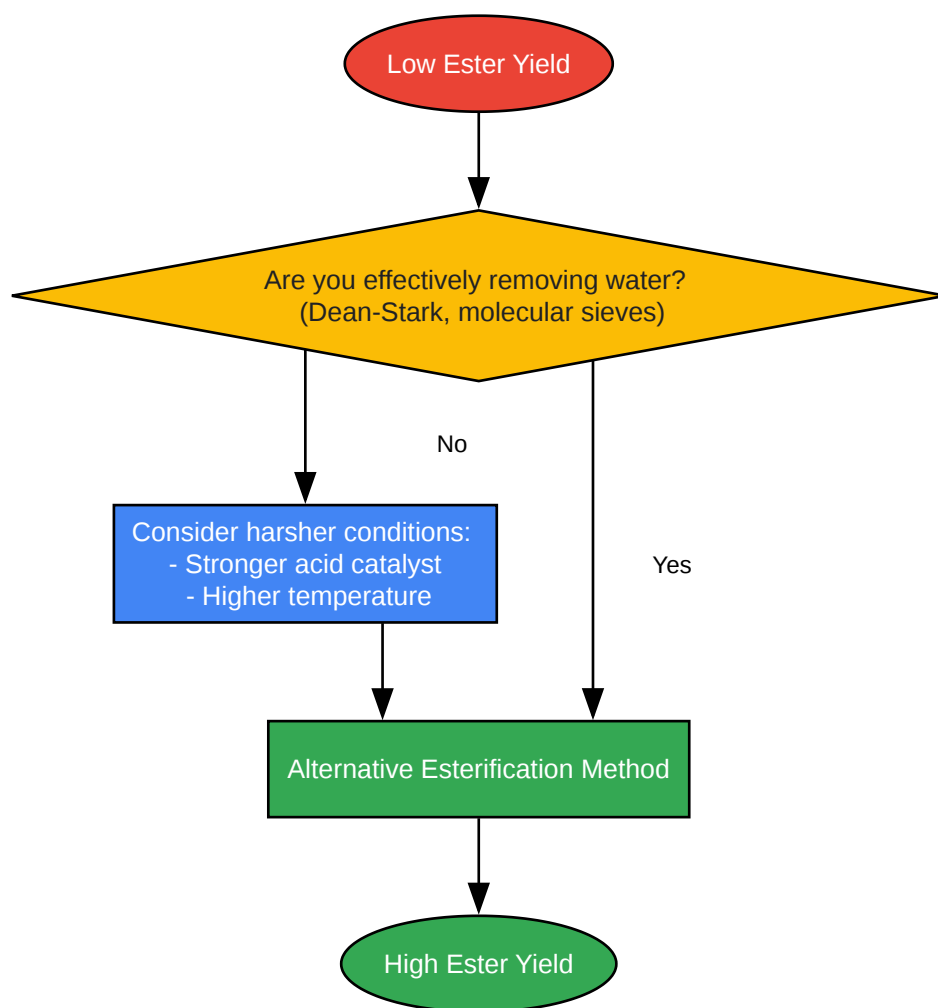 Low Ester Yield
Are you effectively removing water?
(Dean-Stark, molecular sieves)
No
Consider harsher conditions:
- Stronger acid catalyst
- Higher temperature
Yes
Alternative Esterification Method
High Ester Yield